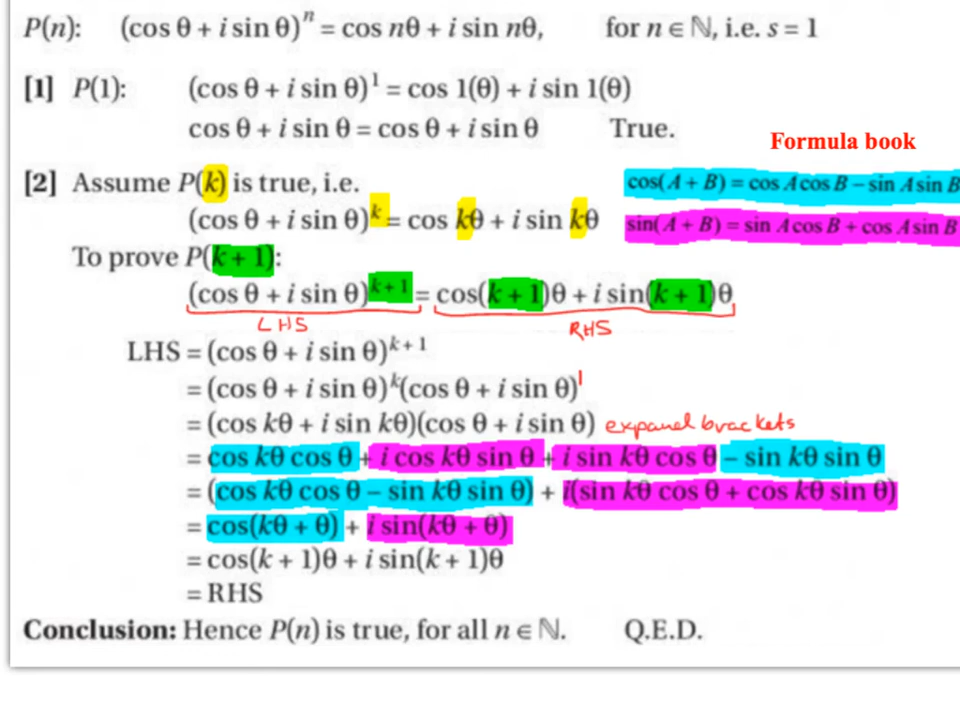 P(n): (cos θ + i sin θ)ⁿ = cos nθ + i sin nθ, for n ∈ ℕ, i.e. s = 1
[1] P(1): (cos θ + i sin θ)¹ = cos 1(θ) + i sin 1(θ)
cos θ + i sin θ = cos θ + i sin θ True.
Formula book
[2] Assume P(k) is true, i.e.
cos(A + B) = cos A cos B – sin A sin B
(cos θ + i sin θ)ᵏ = cos kθ + i sin kθ
sin(A + B) = sin A cos B + cos A sin B
To prove P(k + 1):
(cos θ + i sin θ)ᵏ⁺¹ = cos(k + 1)θ + i sin(k + 1)θ
LHS RHS
LHS = (cos θ + i sin θ)ᵏ⁺¹
= (cos θ + i sin θ)ᵏ(cos θ + i sin θ)¹
= (cos kθ + i sin kθ)(cos θ + i sin θ) expand brackets
= cos kθ cos θ + i cos kθ sin θ + i sin kθ cos θ – sin kθ sin θ
= (cos kθ cos θ – sin kθ sin θ) + i(sin kθ cos θ + cos kθ sin θ)
= cos(kθ + θ) + i sin(kθ + θ)
= cos(k + 1)θ + i sin(k + 1)θ
= RHS
Conclusion: Hence P(n) is true, for all n ∈ ℕ. Q.E.D.